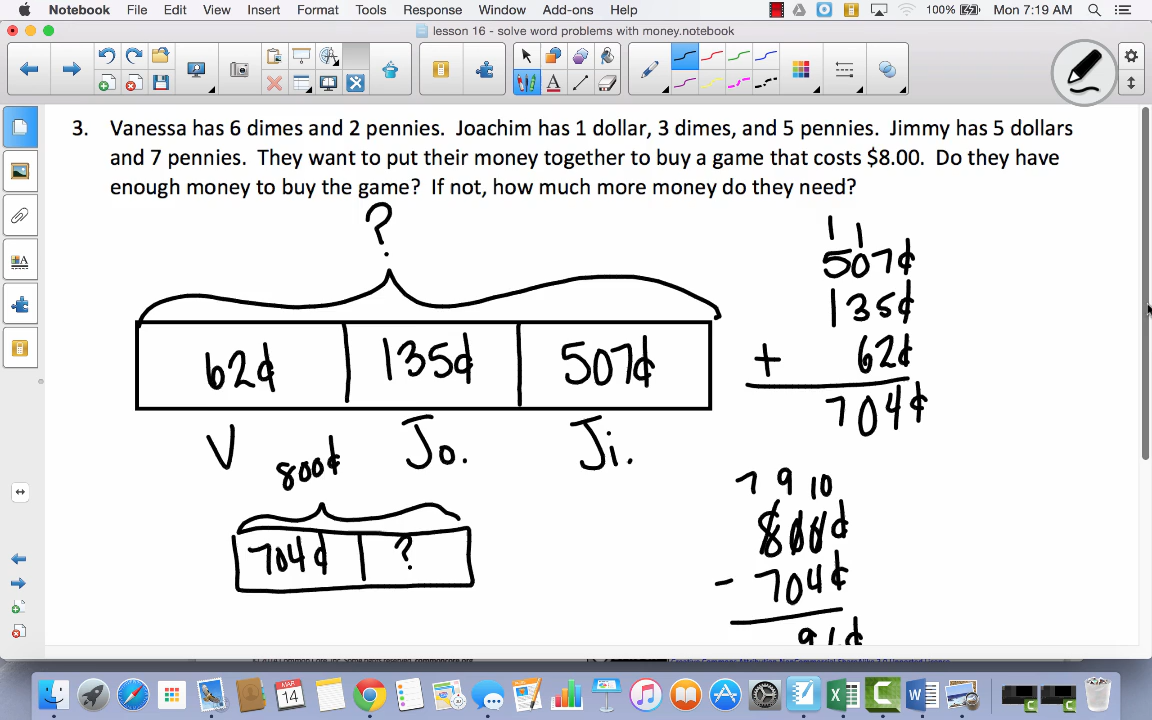 Notebook File Edit View Insert Format Tools Response Window Add-ons Help 100% Mon 7:19 AM
lesson 16 - solve word problems with money.notebook
3. Vanessa has 6 dimes and 2 pennies. Joachim has 1 dollar, 3 dimes, and 5 pennies. Jimmy has 5 dollars
and 7 pennies. They want to put their money together to buy a game that costs $8.00. Do they have
enough money to buy the game? If not, how much more money do they need?
?
62¢ 135¢ 507¢
V Jo. Ji.
800¢
704¢ ?
1 1
507¢
135¢
+ 62¢
704¢
7 9 10
800¢
- 704¢
MAR
14